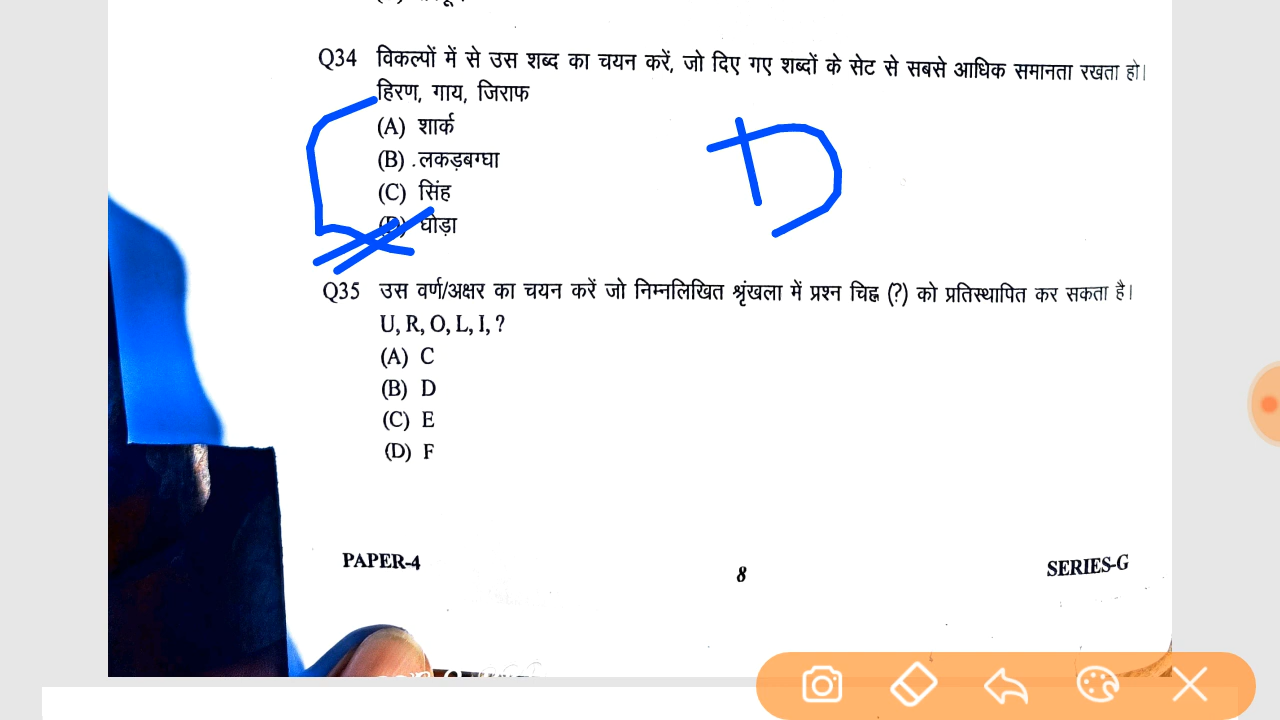 Q34 विकल्पों में से उस शब्द का चयन करें, जो दिए गए शब्दों के सेट से सबसे आधिक समानता रखता हो।
हिरण, गाय, जिराफ
(A) शार्क
(B) . लकड़बग्घा
(C) सिंह
(D) घोड़ा
D
Q35 उस वर्ण/अक्षर का चयन करें जो निम्नलिखित श्रृंखला में प्रश्न चिह्न (?) को प्रतिस्थापित कर सकता है।
U, R, O, L, I, ?
(A) C
(B) D
(C) E
(D) F
PAPER-4
8
SERIES-G